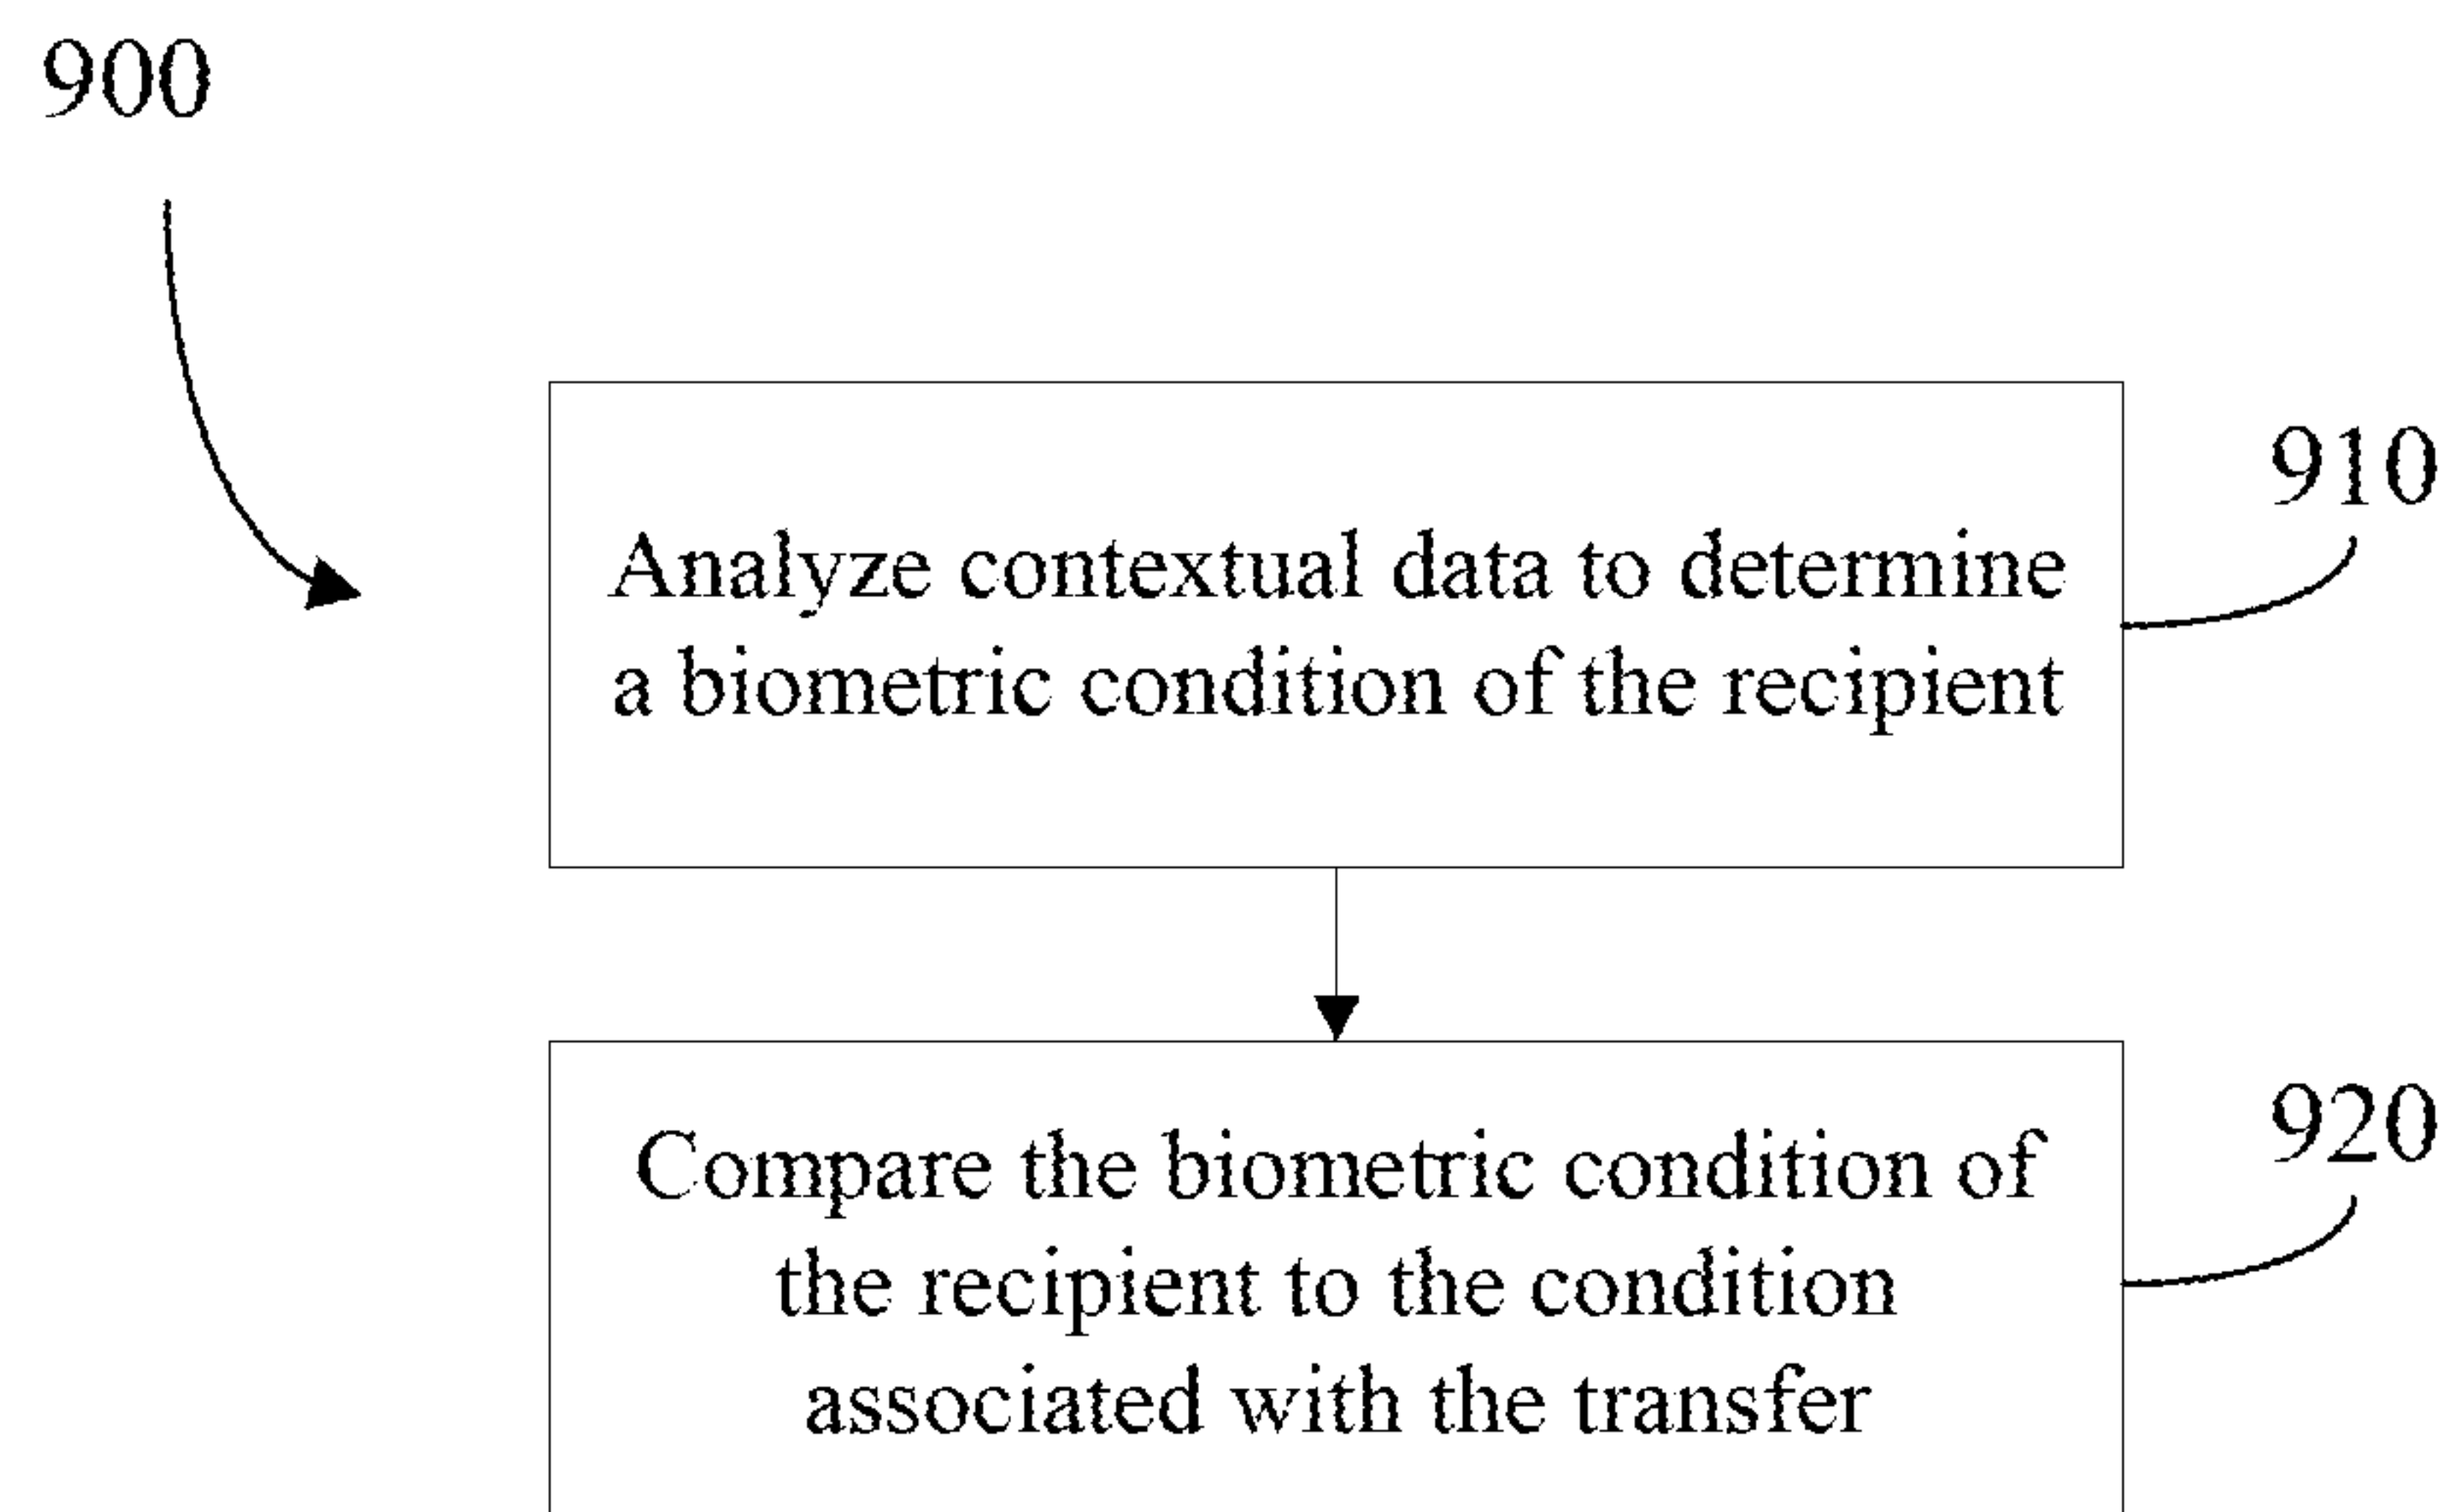 900
910
Analyze contextual data to determine
a biometric condition of the recipient
920
Compare the biometric condition of
the recipient to the condition
associated with the transfer